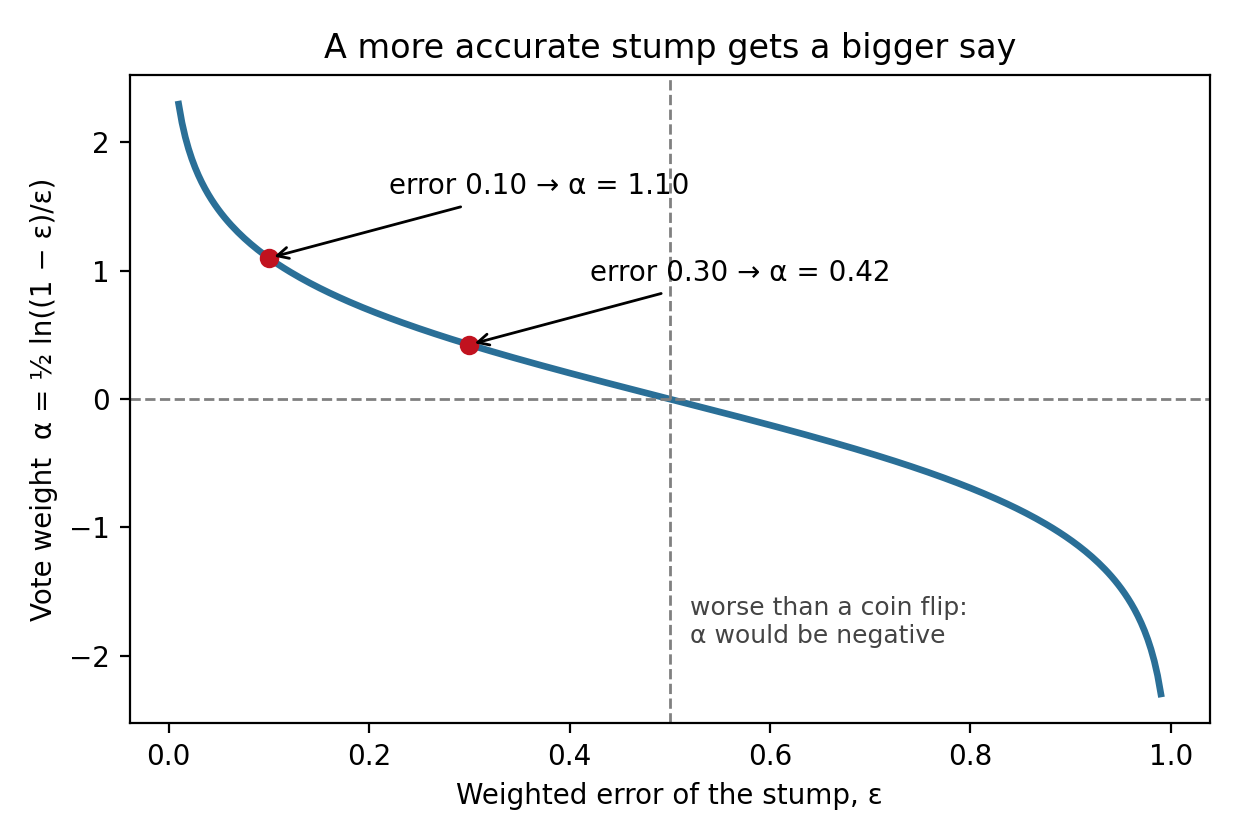 A more accurate stump gets a bigger say
Vote weight  α = ½ ln((1 − ε)/ε)
2
1
0
−1
−2
error 0.10 → α = 1.10
error 0.30 → α = 0.42
worse than a coin flip:
α would be negative
0.0
0.2
0.4
0.6
0.8
1.0
Weighted error of the stump, ε